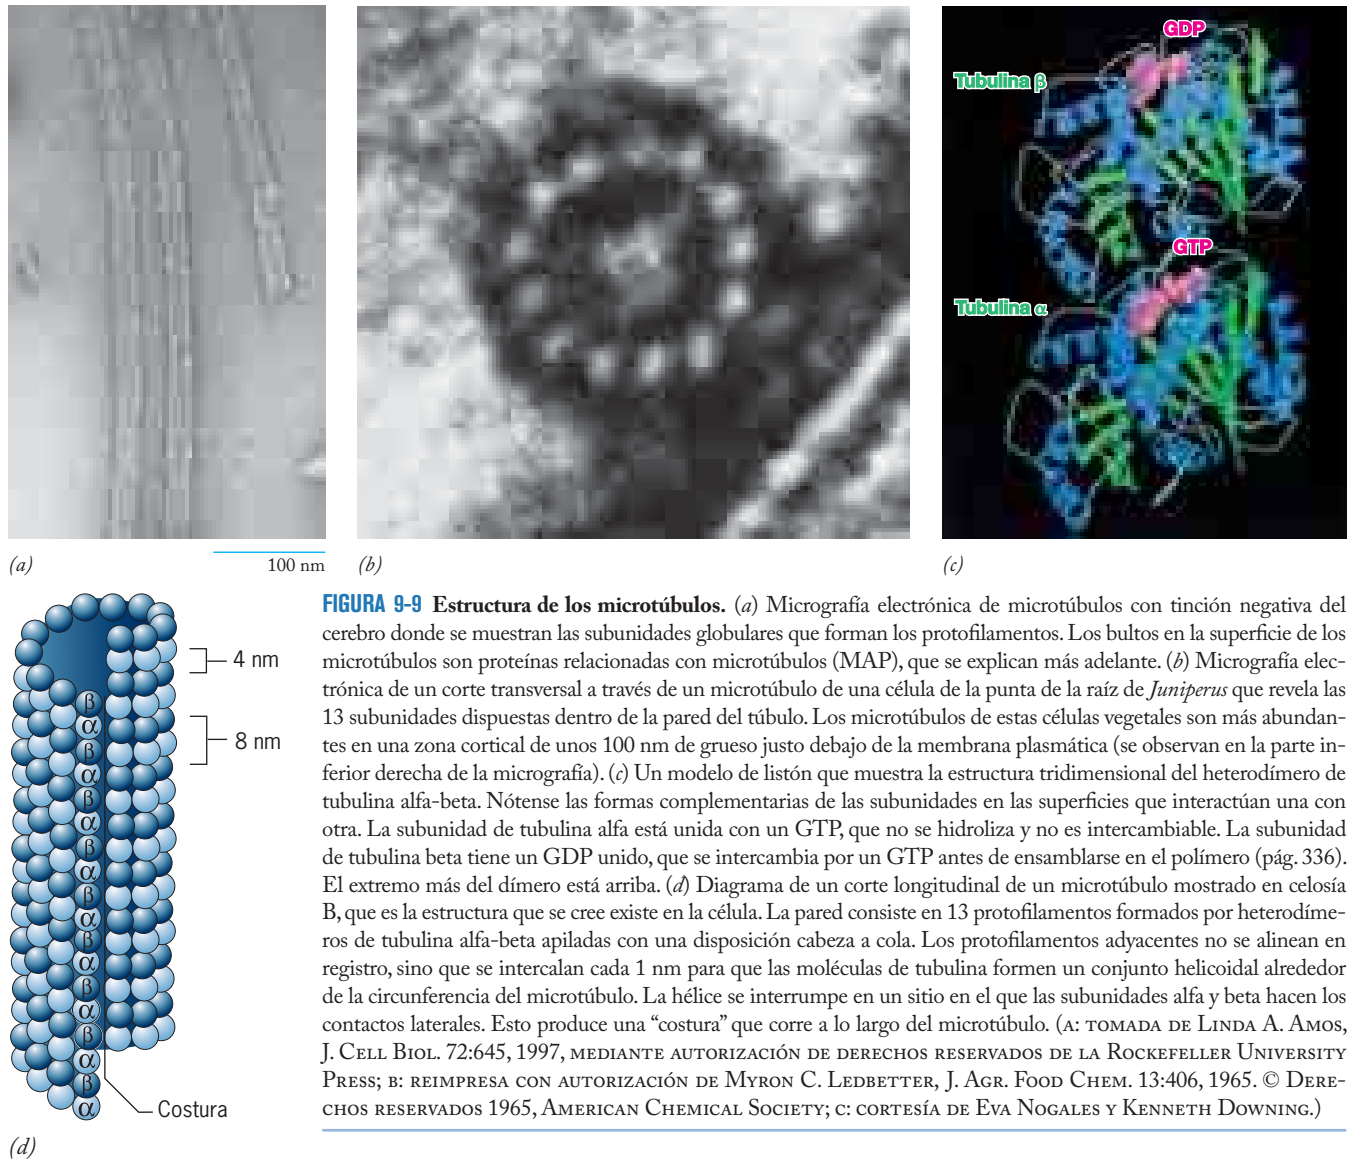 GDP
Tubulina β
GTP
Tubulina α
(a)
100 nm
(b)
(c)
4 nm
8 nm
β
α
β
α
β
α
β
α
β
α
β
α
β
α
β
α
β
α
Costura
(d)
FIGURA 9-9 Estructura de los microtúbulos. (a) Micrografía electrónica de microtúbulos con tinción negativa del
cerebro donde se muestran las subunidades globulares que forman los protofilamentos. Los bultos en la superficie de los
microtúbulos son proteínas relacionadas con microtúbulos (MAP), que se explican más adelante. (b) Micrografía elec-
trónica de un corte transversal a través de un microtúbulo de una célula de la punta de la raíz de Juniperus que revela las
13 subunidades dispuestas dentro de la pared del túbulo. Los microtúbulos de estas células vegetales son más abundan-
tes en una zona cortical de unos 100 nm de grueso justo debajo de la membrana plasmática (se observan en la parte in-
ferior derecha de la micrografía). (c) Un modelo de listón que muestra la estructura tridimensional del heterodímero de
tubulina alfa-beta. Nótense las formas complementarias de las subunidades en las superficies que interactúan una con
otra. La subunidad de tubulina alfa está unida con un GTP, que no se hidroliza y no es intercambiable. La subunidad
de tubulina beta tiene un GDP unido, que se intercambia por un GTP antes de ensamblarse en el polímero (pág. 336).
El extremo más del dímero está arriba. (d) Diagrama de un corte longitudinal de un microtúbulo mostrado en celosía
B, que es la estructura que se cree existe en la célula. La pared consiste en 13 protofilamentos formados por heterodíme-
ros de tubulina alfa-beta apiladas con una disposición cabeza a cola. Los protofilamentos adyacentes no se alinean en
registro, sino que se intercalan cada 1 nm para que las moléculas de tubulina formen un conjunto helicoidal alrededor
de la circunferencia del microtúbulo. La hélice se interrumpe en un sitio en el que las subunidades alfa y beta hacen los
contactos laterales. Esto produce una “costura” que corre a lo largo del microtúbulo. (A: TOMADA DE LINDA A. AMOS,
J. CELL BIOL. 72:645, 1997, MEDIANTE AUTORIZACIÓN DE DERECHOS RESERVADOS DE LA ROCKEFELLER UNIVERSITY
PRESS; B: REIMPRESA CON AUTORIZACIÓN DE MYRON C. LEDBETTER, J. AGR. FOOD CHEM. 13:406, 1965. © DERE-
CHOS RESERVADOS 1965, AMERICAN CHEMICAL SOCIETY; C: CORTESÍA DE EVA NOGALES Y KENNETH DOWNING.)